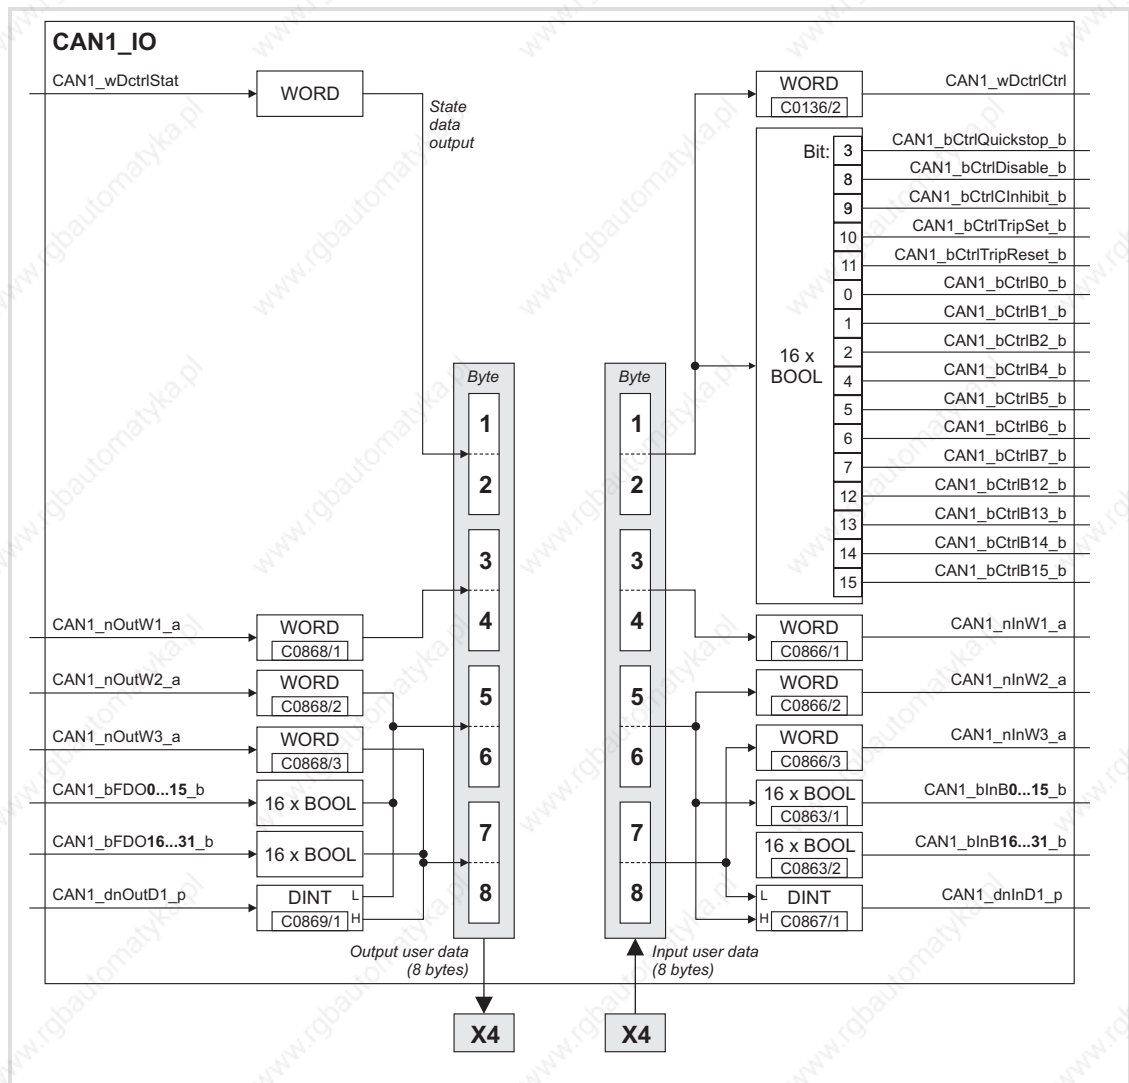 CAN1_IO
CAN1_wDctrlStat
WORD
State
data
output
Byte
1
2
3
4
5
6
7
8
CAN1_nOutW1_a
WORD
C0868/1
CAN1_nOutW2_a
WORD
C0868/2
CAN1_nOutW3_a
WORD
C0868/3
CAN1_bFDO0...15_b
16 x BOOL
CAN1_bFDO16...31_b
16 x BOOL
CAN1_dnOutD1_p
DINT
L
C0869/1
H
Output user data
(8 bytes)
X4
Byte
1
2
3
4
5
6
7
8
Input user data
(8 bytes)
X4
WORD
C0136/2
CAN1_wDctrlCtrl
16 x
BOOL
Bit:
3 CAN1_bCtrlQuickstop_b
8 CAN1_bCtrlDisable_b
9 CAN1_bCtrlCInhibit_b
10 CAN1_bCtrlTripSet_b
11 CAN1_bCtrlTripReset_b
0 CAN1_bCtrlB0_b
1 CAN1_bCtrlB1_b
2 CAN1_bCtrlB2_b
4 CAN1_bCtrlB4_b
5 CAN1_bCtrlB5_b
6 CAN1_bCtrlB6_b
7 CAN1_bCtrlB7_b
12 CAN1_bCtrlB12_b
13 CAN1_bCtrlB13_b
14 CAN1_bCtrlB14_b
15 CAN1_bCtrlB15_b
WORD
C0866/1
CAN1_nInW1_a
WORD
C0866/2
CAN1_nInW2_a
WORD
C0866/3
CAN1_nInW3_a
16 x BOOL
C0863/1
CAN1_bInB0...15_b
16 x BOOL
C0863/2
CAN1_bInB16...31_b
L
DINT
H
C0867/1
CAN1_dnInD1_p
www.rgbautomatyka.pl